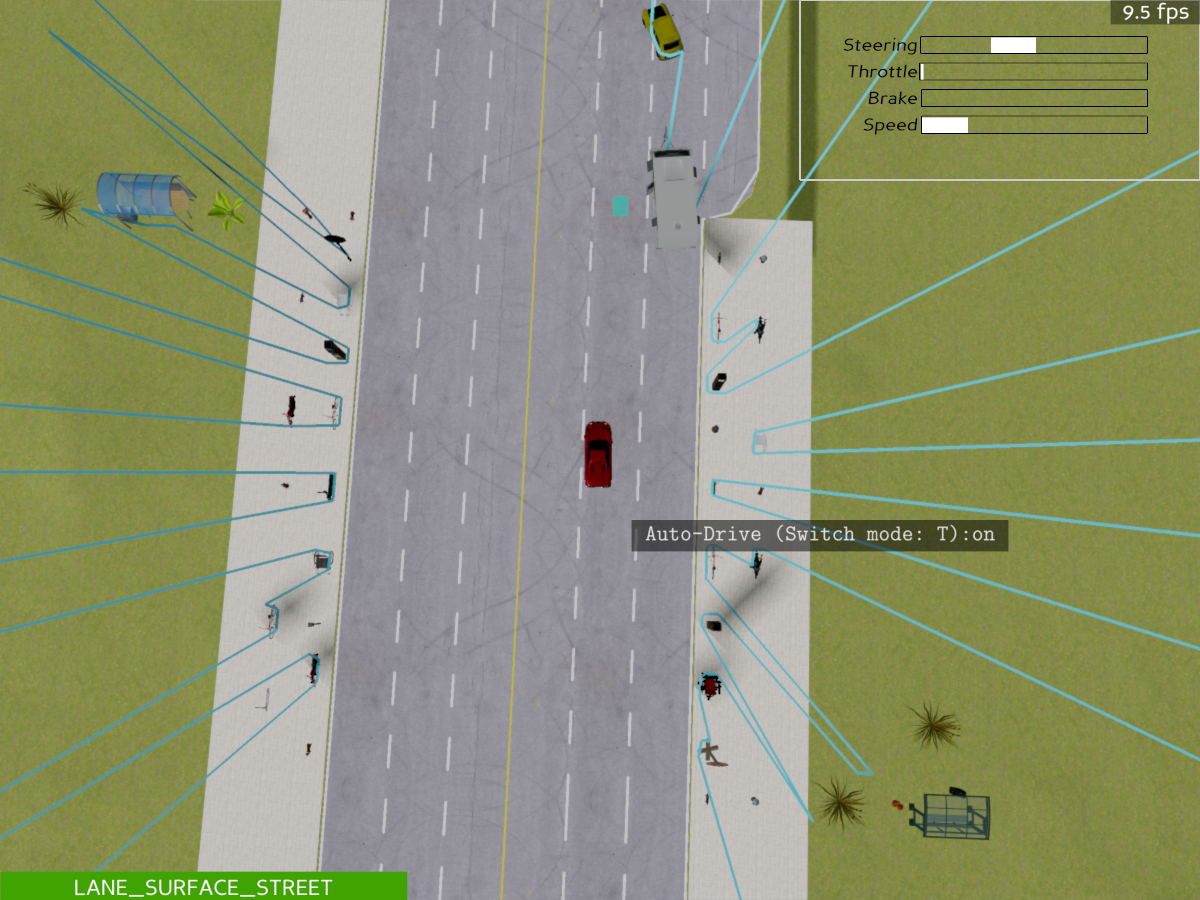 9.5 fps
Steering
Throttle
Brake
Speed
Auto-Drive (Switch mode: T):on
LANE_SURFACE_STREET